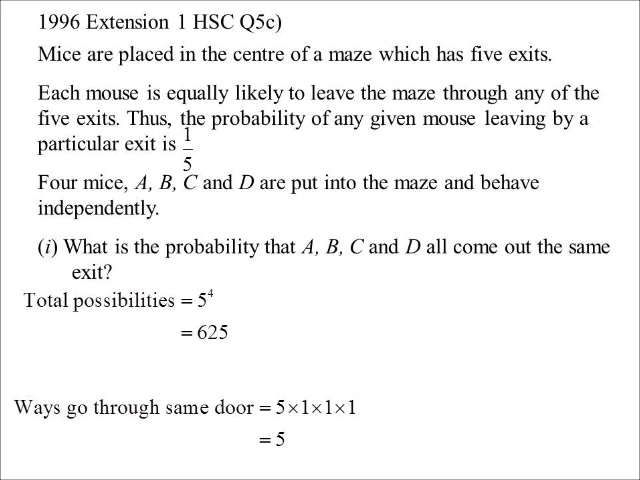 1996 Extension 1 HSC Q5c)
Mice are placed in the centre of a maze which has five exits.
Each mouse is equally likely to leave the maze through any of the
five exits. Thus, the probability of any given mouse leaving by a
particular exit is 1/5
Four mice, A, B, C and D are put into the maze and behave
independently.
(i) What is the probability that A, B, C and D all come out the same
exit?
Total possibilities = 5⁴
= 625
Ways go through same door = 5×1×1×1
= 5